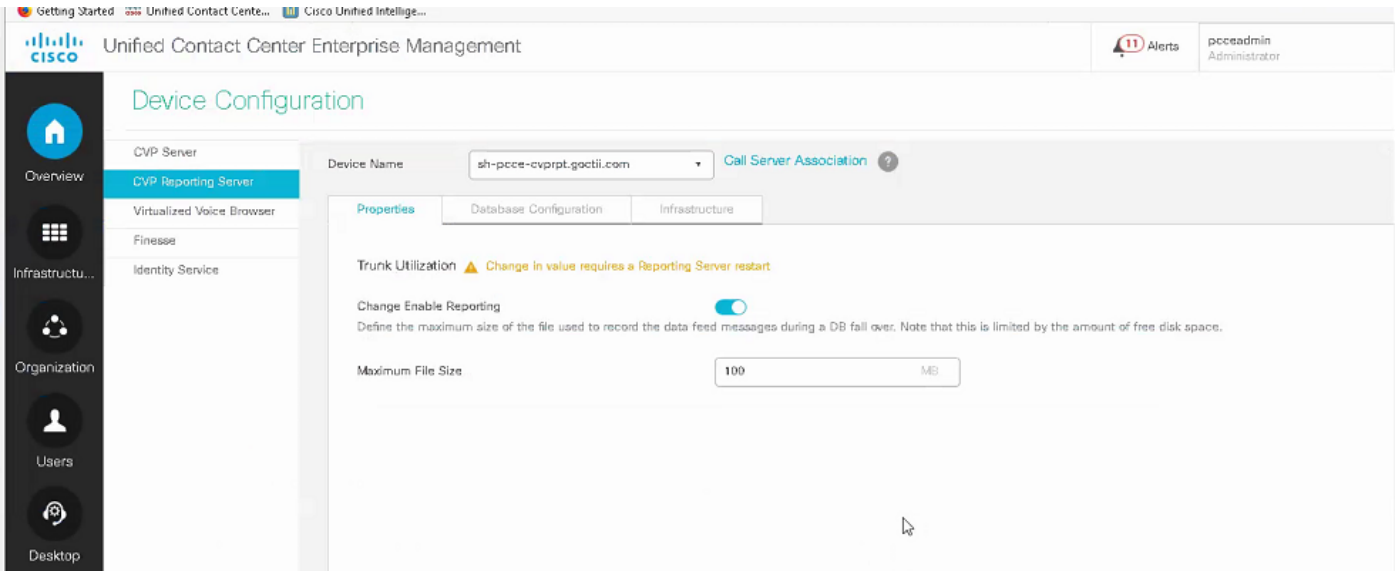 Getting Started Unified Contact Cente... Cisco Unified Intellige...
CISCO Unified Contact Center Enterprise Management
11 Alerts
pcceadmin
Administrator
Device Configuration
Overview
Infrastructu...
Organization
Users
Desktop
CVP Server
CVP Reporting Server
Virtualized Voice Browser
Finesse
Identity Service
Device Name sh-pcce-cvprpt.goctii.com Call Server Association ?
Properties Database Configuration Infrastructure
Trunk Utilization Change in value requires a Reporting Server restart
Change Enable Reporting
Define the maximum size of the file used to record the data feed messages during a DB fall over. Note that this is limited by the amount of free disk space.
Maximum File Size 100 MB